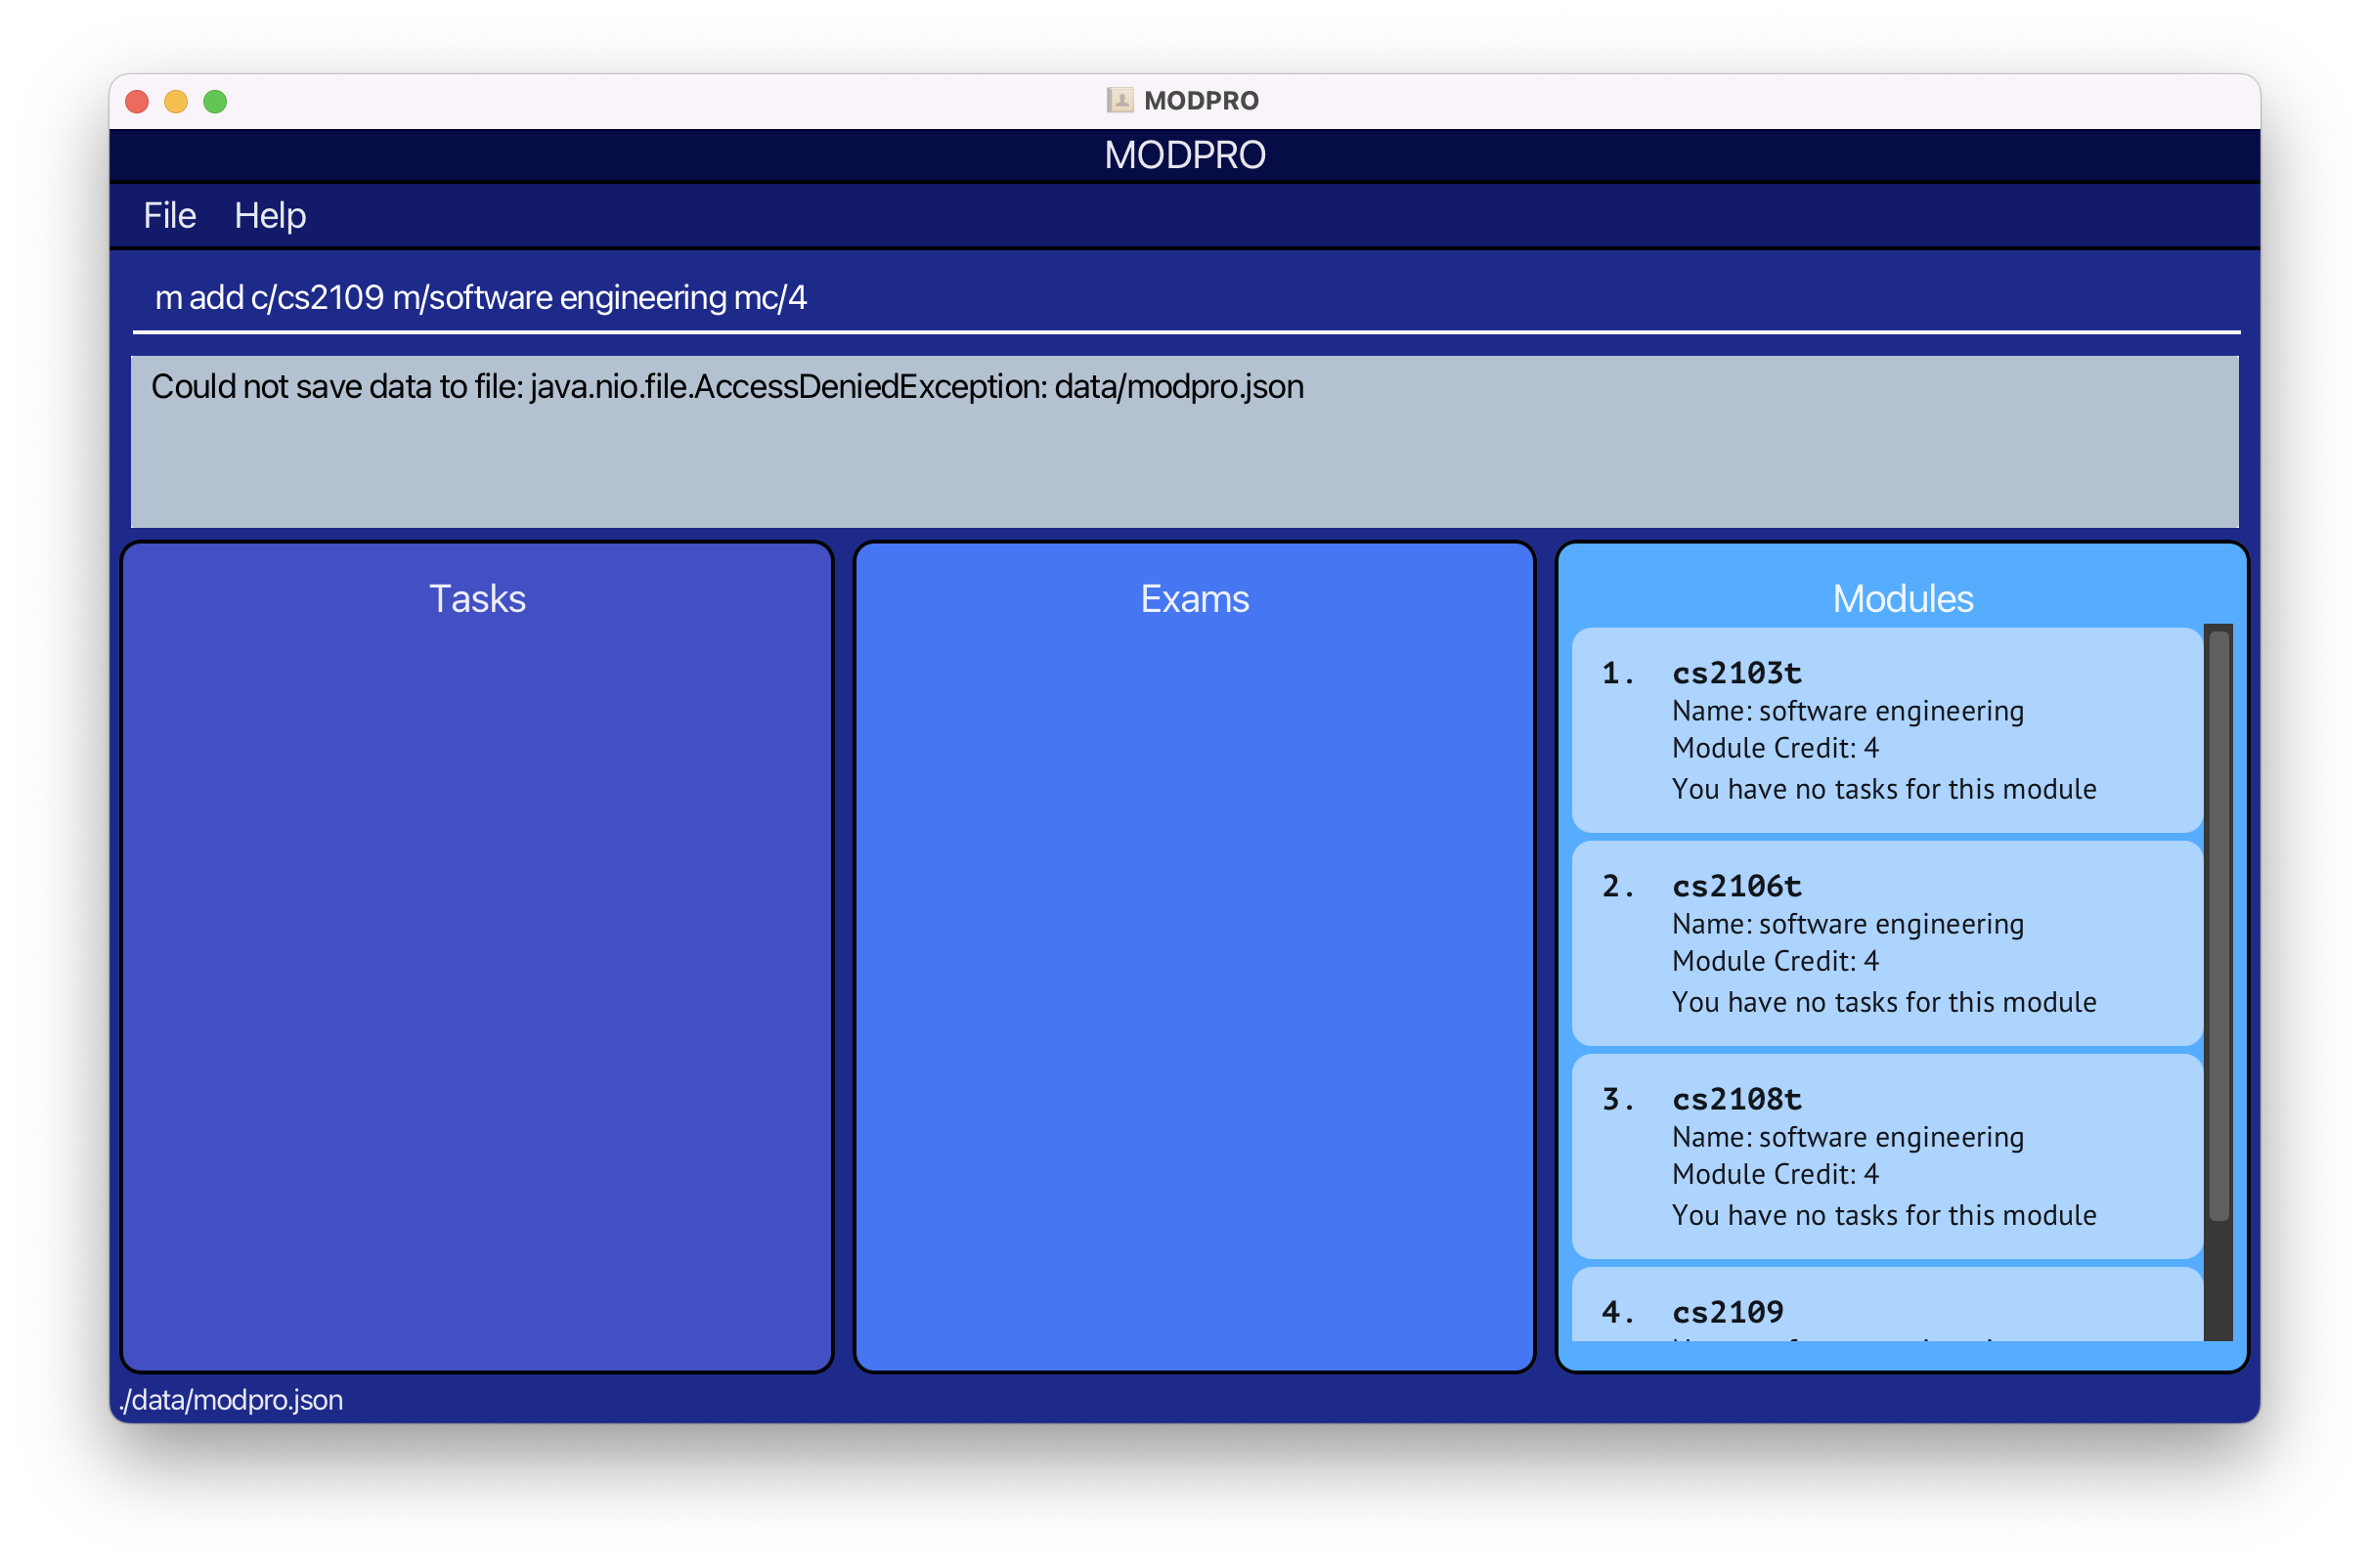 MODPRO
MODPRO
File Help
m add c/cs2109 m/software engineering mc/4
Could not save data to file: java.nio.file.AccessDeniedException: data/modpro.json
Tasks
Exams
Modules
1. cs2103t
Name: software engineering
Module Credit: 4
You have no tasks for this module
2. cs2106t
Name: software engineering
Module Credit: 4
You have no tasks for this module
3. cs2108t
Name: software engineering
Module Credit: 4
You have no tasks for this module
4. cs2109
./data/modpro.json